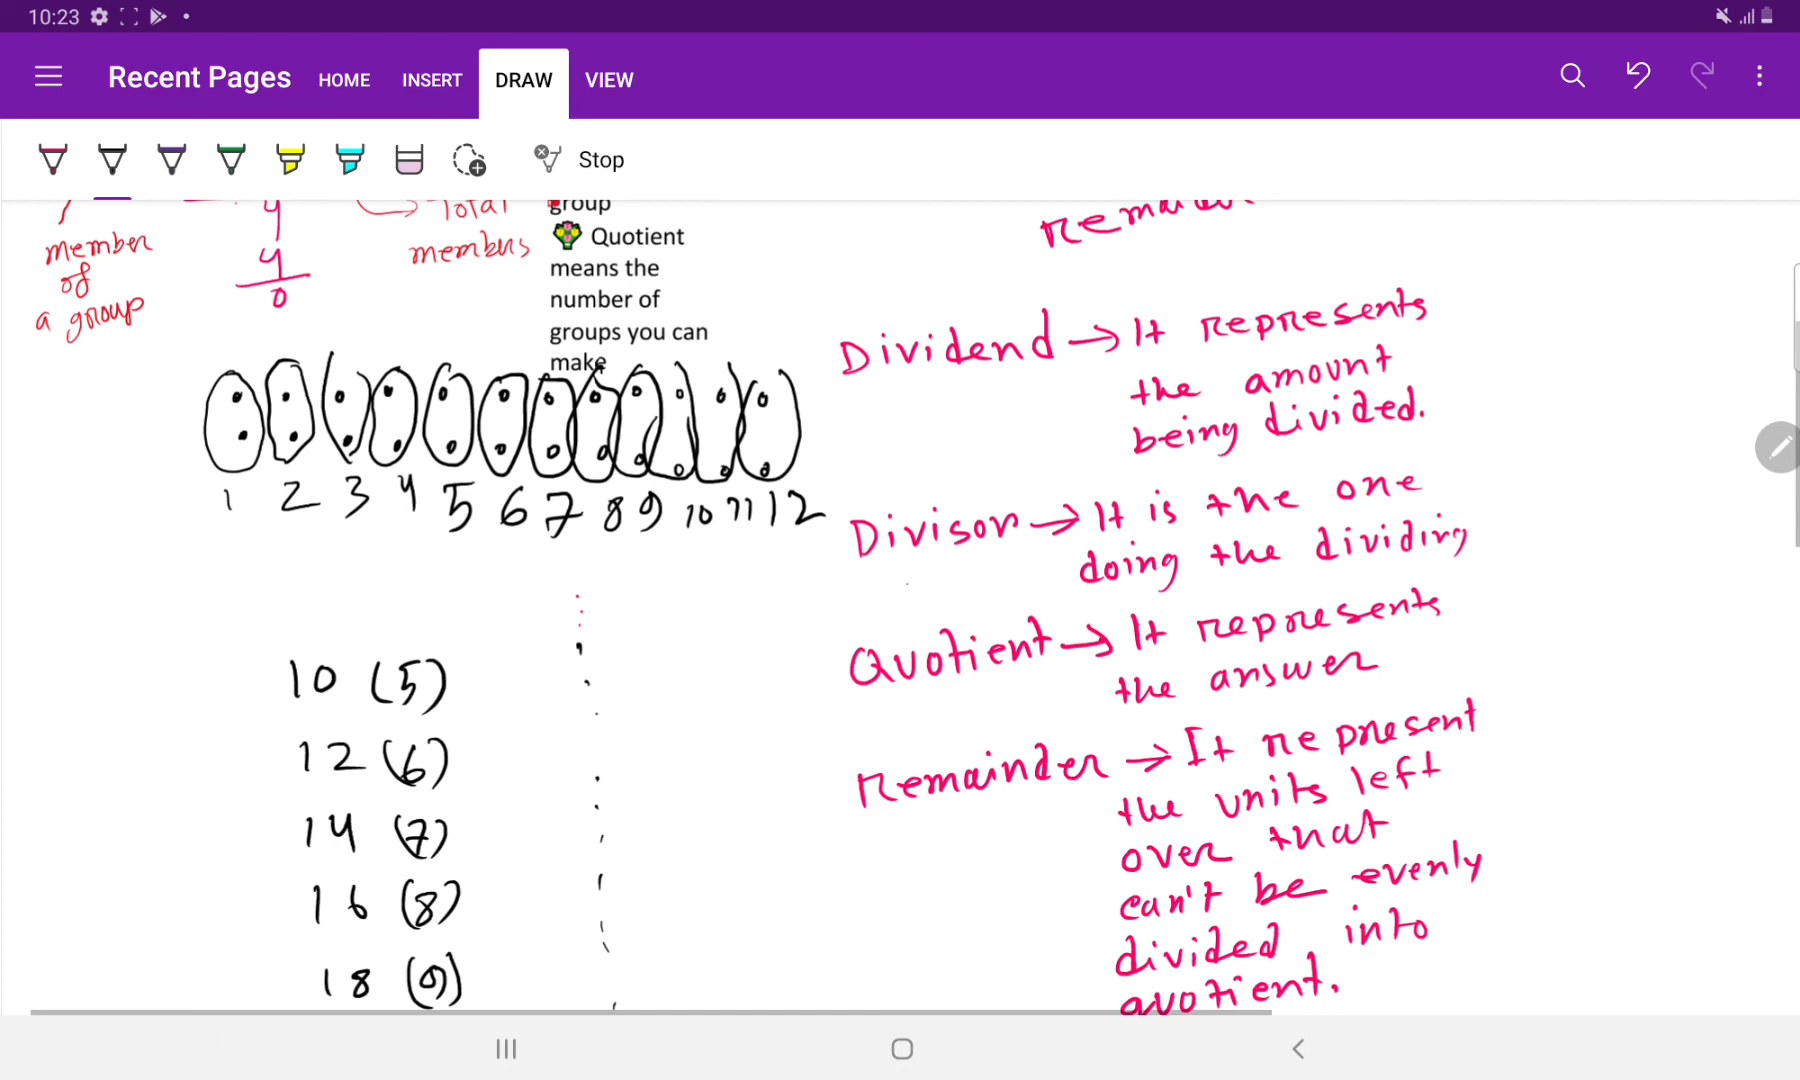 10:23
Recent Pages HOME INSERT DRAW VIEW
Stop
member
of
a group
4
4
0
Total
members
group
Quotient
means the
number of
groups you can
make
1 2 3 4 5 6 7 8 9 10 11 12
10 (5)
12 (6)
14 (7)
16 (8)
18 (9)
Dividend → It represents
the amount
being divided.
Divisor → It is the one
doing the dividing
Quotient → It represents
the answer
Remainder → It represent
the units left
over that
can't be evenly
divided into
quotient.